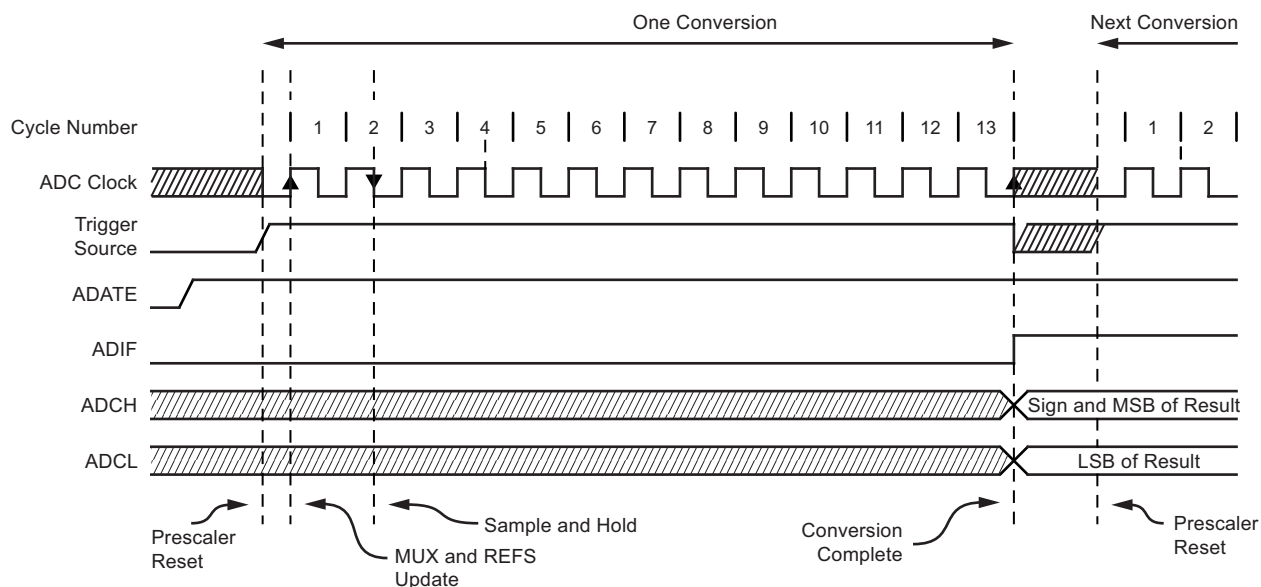 One Conversion
Next Conversion
Cycle Number
1 2 3 4 5 6 7 8 9 10 11 12 13 1 2
ADC Clock
Trigger
Source
ADATE
ADIF
ADCH
Sign and MSB of Result
ADCL
LSB of Result
Prescaler
Reset
MUX and REFS
Update
Sample and Hold
Conversion
Complete
Prescaler
Reset